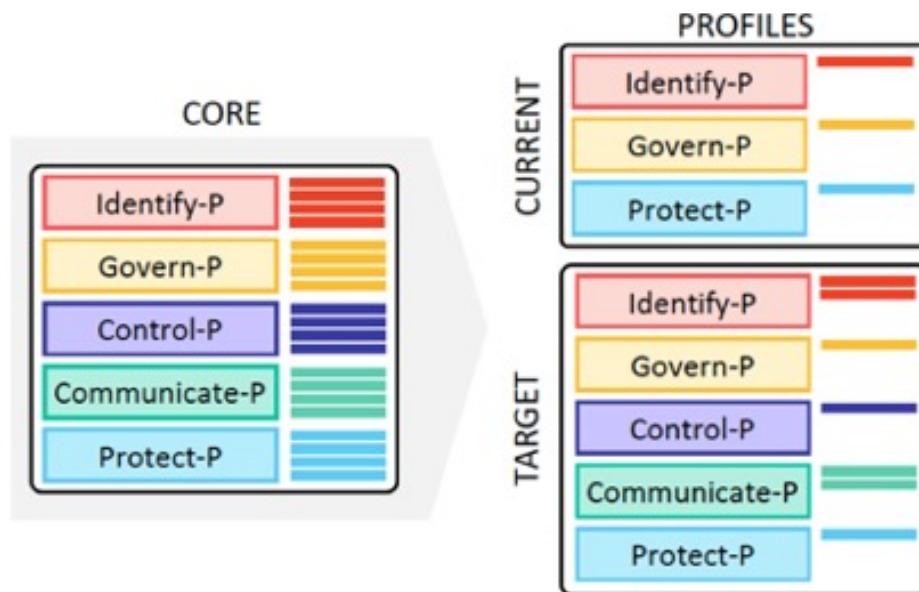 CORE
Identify-P
Govern-P
Control-P
Communicate-P
Protect-P
PROFILES
CURRENT
Identify-P
Govern-P
Protect-P
TARGET
Identify-P
Govern-P
Control-P
Communicate-P
Protect-P